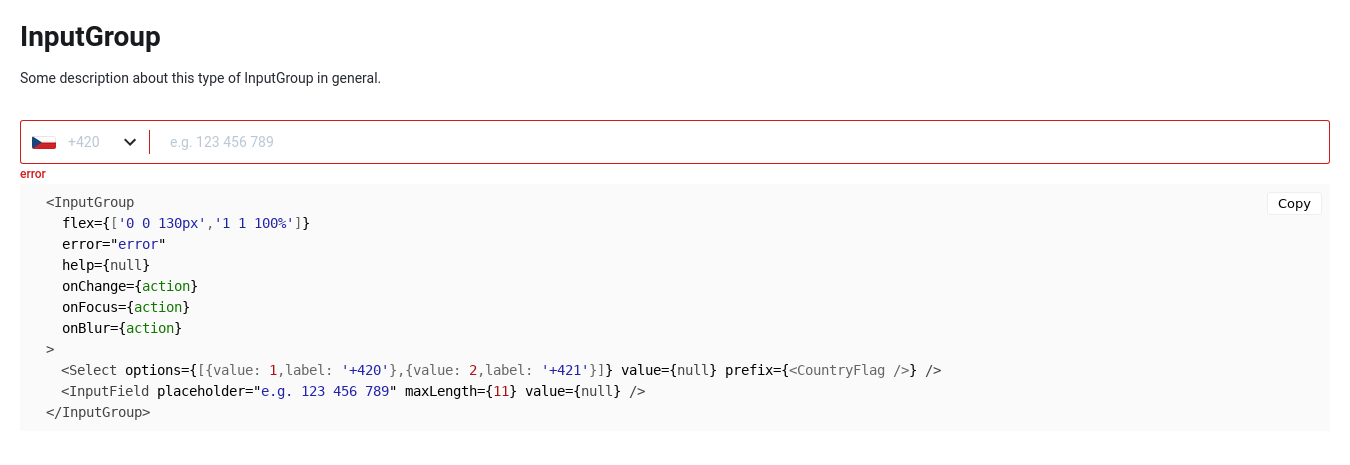 InputGroup
Some description about this type of InputGroup in general.
+420 e.g. 123 456 789
error
Copy
<InputGroup
flex={['0 0 130px','1 1 100%']}
error="error"
help={null}
onChange={action}
onFocus={action}
onBlur={action}
>
<Select options={[{value: 1,label: '+420'},{value: 2,label: '+421'}]} value={null} prefix={<CountryFlag />} />
<InputField placeholder="e.g. 123 456 789" maxLength={11} value={null} />
</InputGroup>